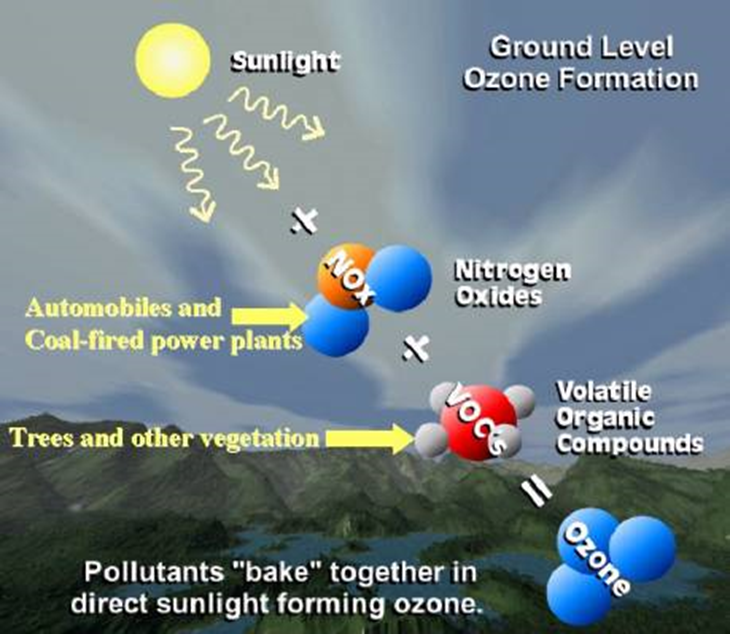 Sunlight
Ground Level
Ozone Formation
+
NOx
Nitrogen
Oxides
Automobiles and
Coal-fired power plants
+
VOCs
Volatile
Organic
Compounds
Trees and other vegetation
=
Ozone
Pollutants "bake" together in
direct sunlight forming ozone.